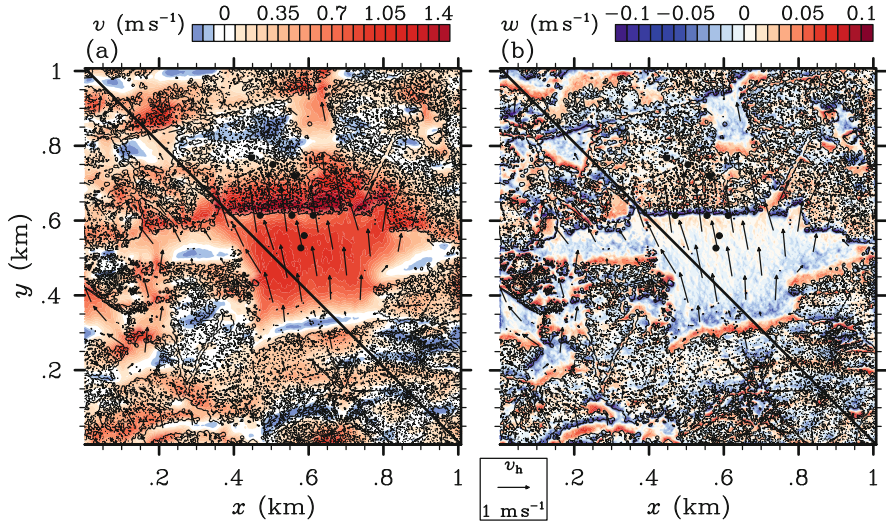 v (m s⁻¹) 0 0.35 0.7 1.05 1.4
w (m s⁻¹) −0.1 −0.05 0 0.05 0.1
(a) (b)
1
.8
.6
.4
.2
y (km)
.2 .4 .6 .8 1
.2 .4 .6 .8 1
x (km) x (km)
υh
1 m s⁻¹